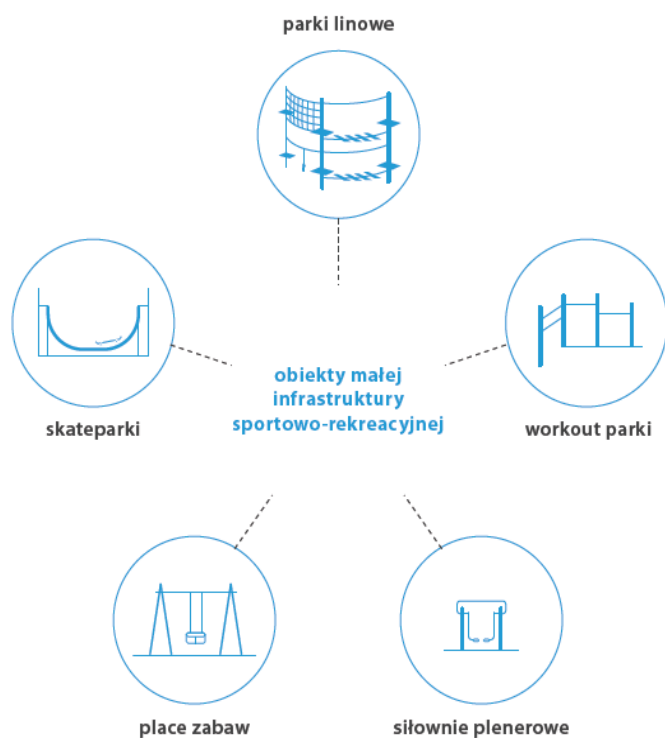 parki linowe
skateparki
obiekty małej
infrastruktury
sportowo-rekreacyjnej
workout parki
place zabaw
siłownie plenerowe